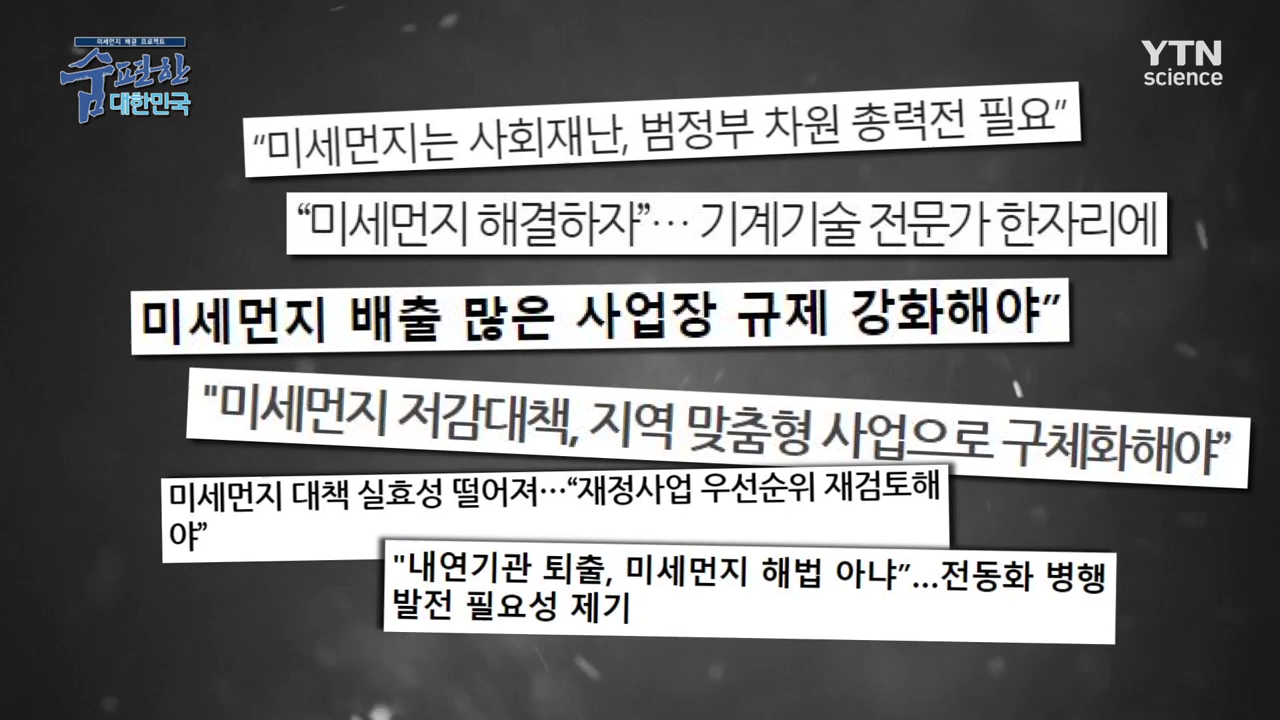 미세먼지 해결 프로젝트
숨편한
대한민국
YTN
science
“미세먼지는 사회재난, 범정부 차원 총력전 필요”
“미세먼지 해결하자”… 기계기술 전문가 한자리에
미세먼지 배출 많은 사업장 규제 강화해야”
"미세먼지 저감대책, 지역 맞춤형 사업으로 구체화해야”
미세먼지 대책 실효성 떨어져…“재정사업 우선순위 재검토해
야”
"내연기관 퇴출, 미세먼지 해법 아냐”...전동화 병행
발전 필요성 제기